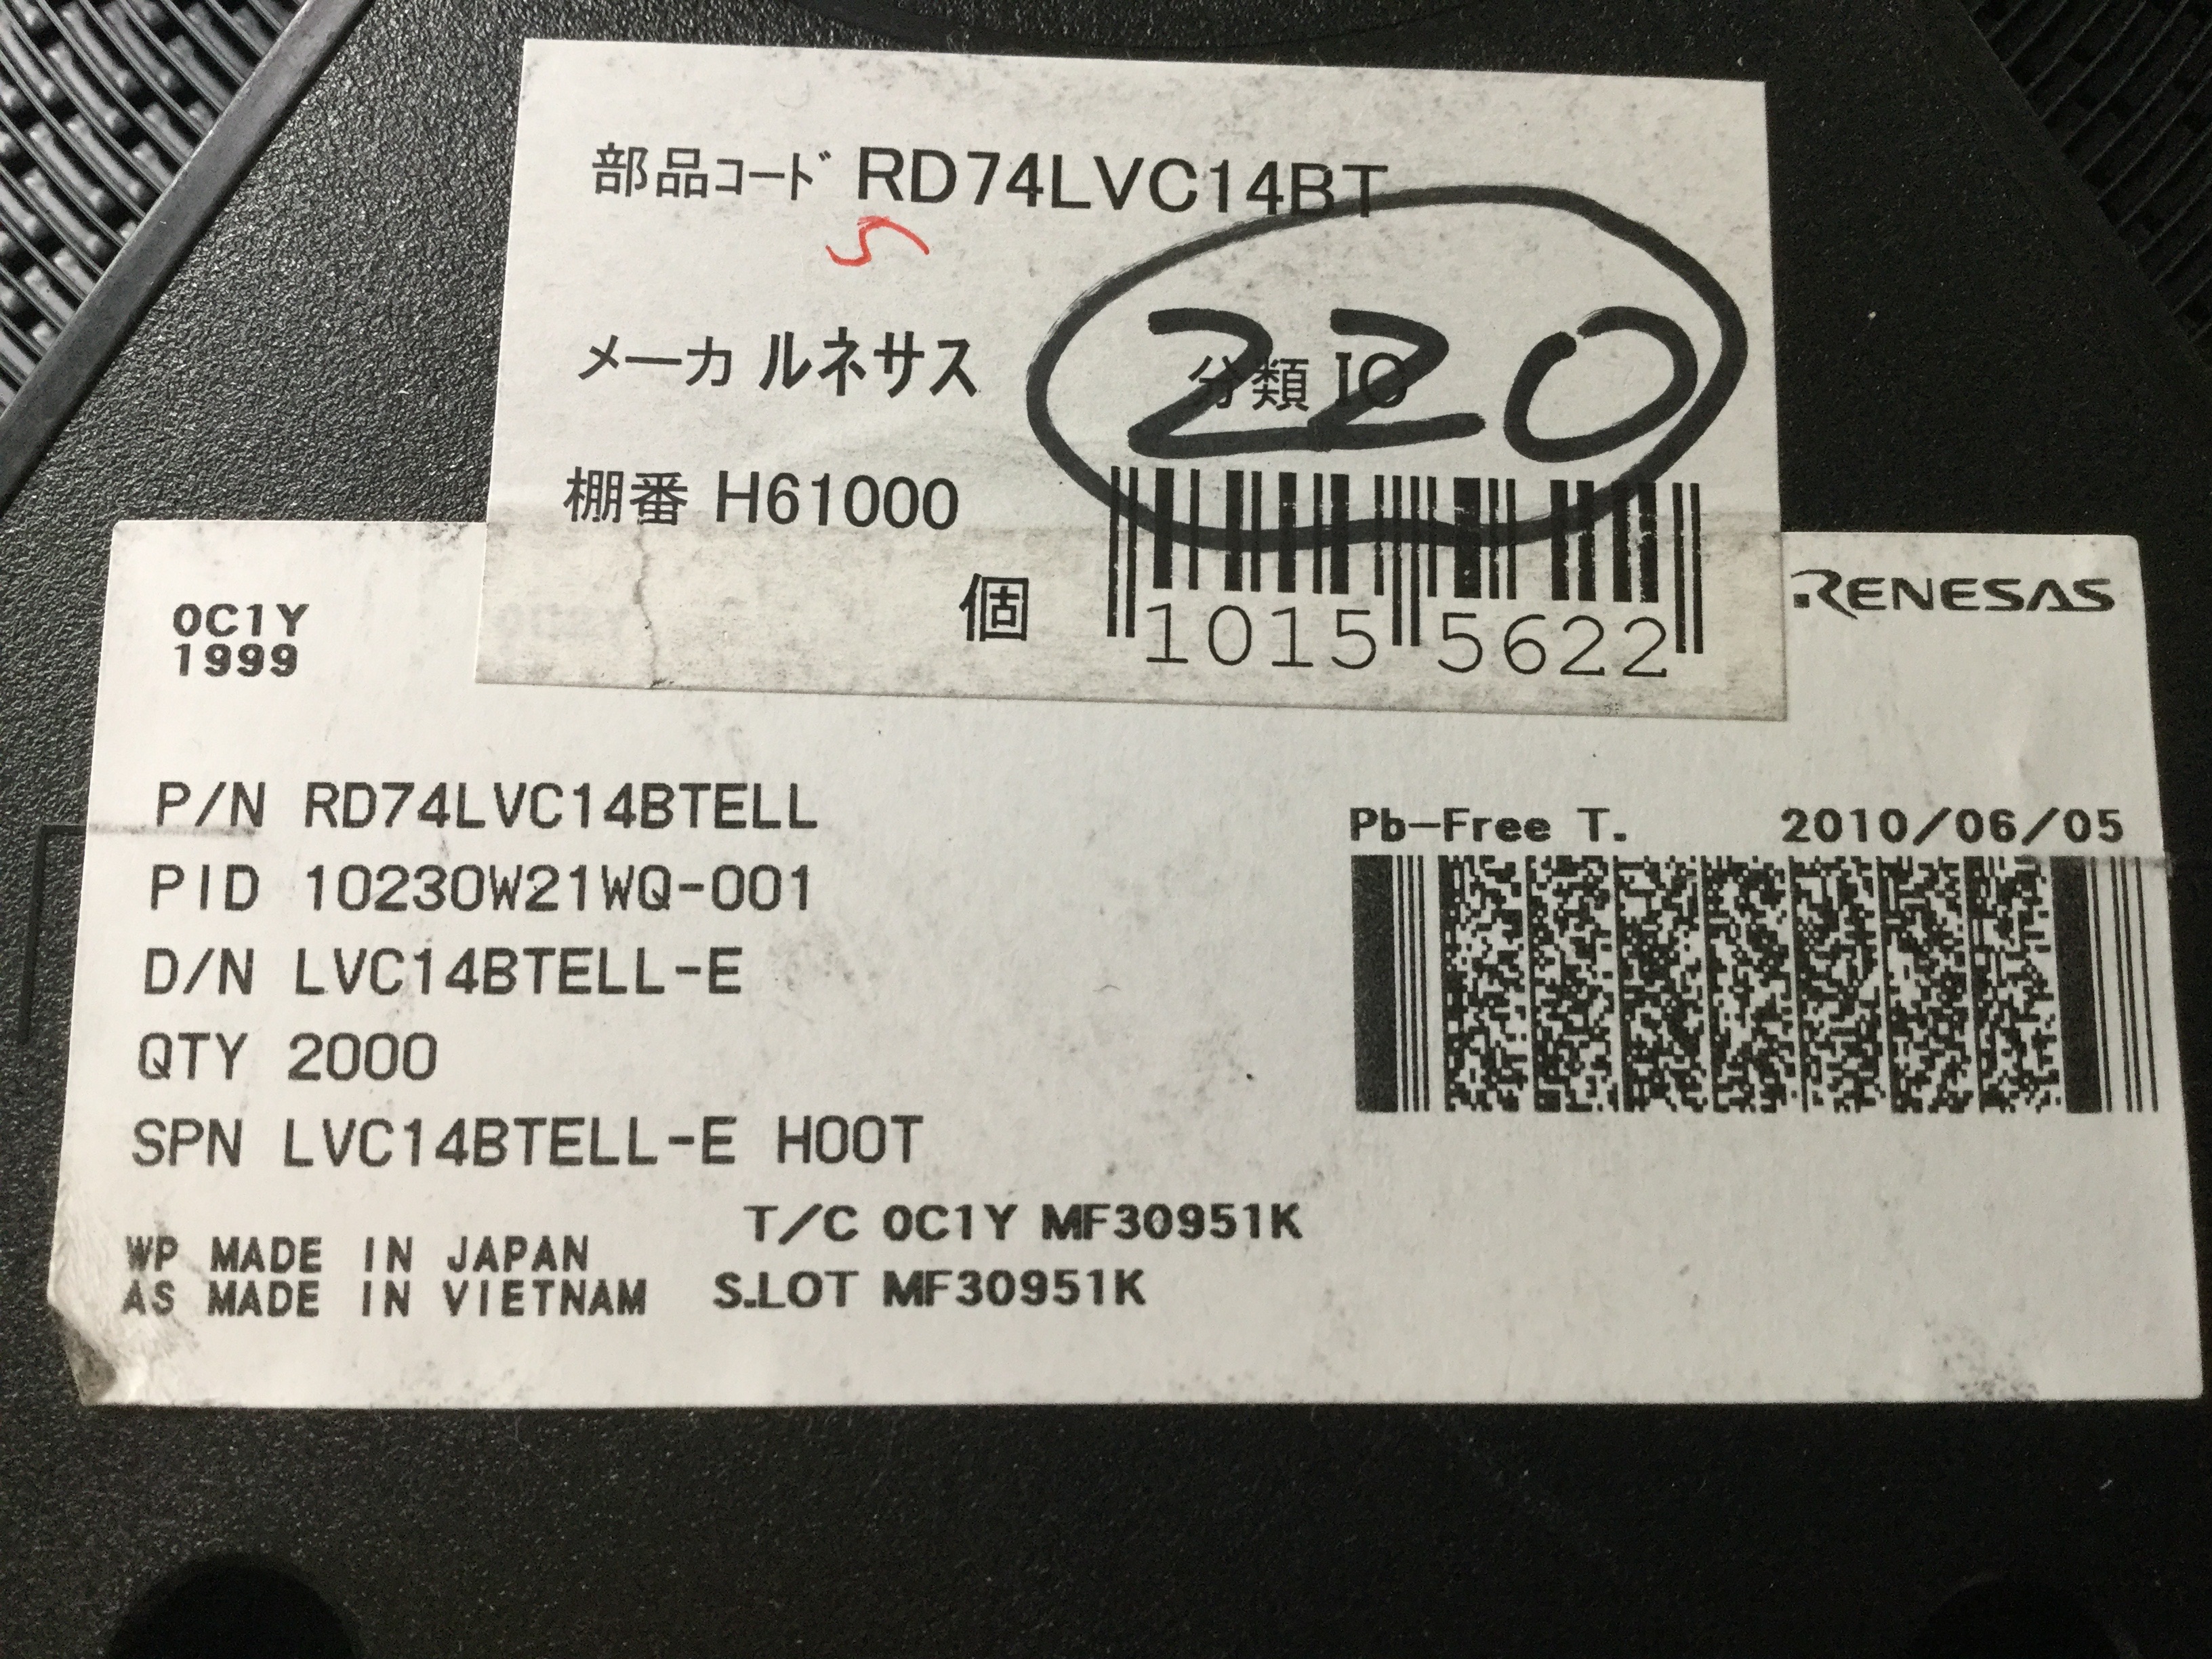 部品コード RD74LVC14BT
メーカ ルネサス
220
分類 IC
棚番 H61000
個
1015 5622
RENESAS
0C1Y
1999
P/N RD74LVC14BTELL
PID 10230W21WQ-001
D/N LVC14BTELL-E
QTY 2000
SPN LVC14BTELL-E H00T
Pb-Free T. 2010/06/05
T/C 0C1Y MF30951K
WP MADE IN JAPAN
AS MADE IN VIETNAM
S.LOT MF30951K